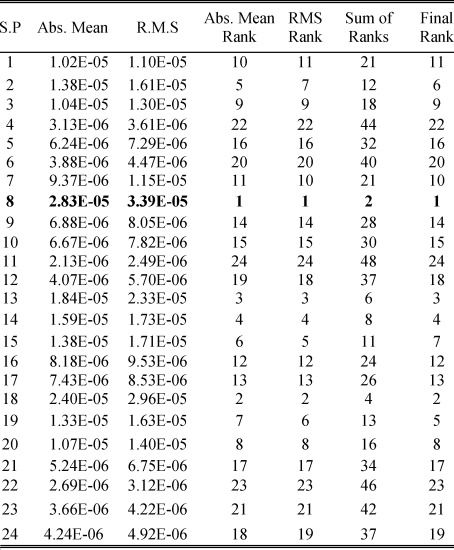 S.P Abs. Mean R.M.S Abs. Mean Rank RMS Rank Sum of Ranks Final Rank
1 1.02E-05 1.10E-05 10 11 21 11
2 1.38E-05 1.61E-05 5 7 12 6
3 1.04E-05 1.30E-05 9 9 18 9
4 3.13E-06 3.61E-06 22 22 44 22
5 6.24E-06 7.29E-06 16 16 32 16
6 3.88E-06 4.47E-06 20 20 40 20
7 9.37E-06 1.15E-05 11 10 21 10
8 2.83E-05 3.39E-05 1 1 2 1
9 6.88E-06 8.05E-06 14 14 28 14
10 6.67E-06 7.82E-06 15 15 30 15
11 2.13E-06 2.49E-06 24 24 48 24
12 4.07E-06 5.70E-06 19 18 37 18
13 1.84E-05 2.33E-05 3 3 6 3
14 1.59E-05 1.73E-05 4 4 8 4
15 1.38E-05 1.71E-05 6 5 11 7
16 8.18E-06 9.53E-06 12 12 24 12
17 7.43E-06 8.53E-06 13 13 26 13
18 2.40E-05 2.96E-05 2 2 4 2
19 1.33E-05 1.63E-05 7 6 13 5
20 1.07E-05 1.40E-05 8 8 16 8
21 5.24E-06 6.75E-06 17 17 34 17
22 2.69E-06 3.12E-06 23 23 46 23
23 3.66E-06 4.22E-06 21 21 42 21
24 4.24E-06 4.92E-06 18 19 37 19